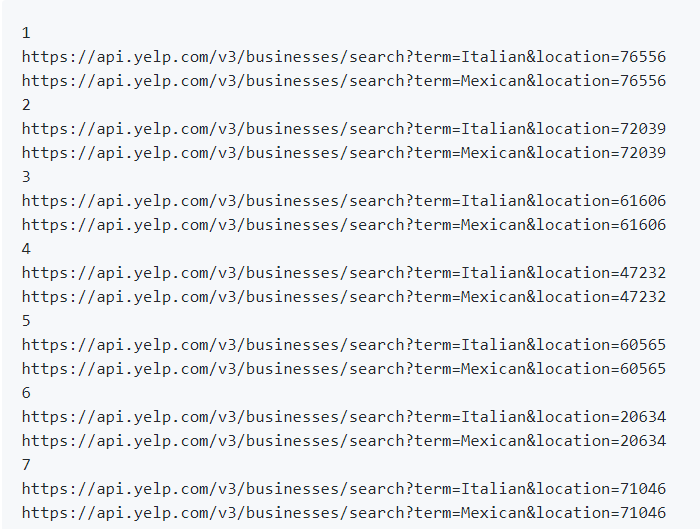 1
https://api.yelp.com/v3/businesses/search?term=Italian&location=76556
https://api.yelp.com/v3/businesses/search?term=Mexican&location=76556
2
https://api.yelp.com/v3/businesses/search?term=Italian&location=72039
https://api.yelp.com/v3/businesses/search?term=Mexican&location=72039
3
https://api.yelp.com/v3/businesses/search?term=Italian&location=61606
https://api.yelp.com/v3/businesses/search?term=Mexican&location=61606
4
https://api.yelp.com/v3/businesses/search?term=Italian&location=47232
https://api.yelp.com/v3/businesses/search?term=Mexican&location=47232
5
https://api.yelp.com/v3/businesses/search?term=Italian&location=60565
https://api.yelp.com/v3/businesses/search?term=Mexican&location=60565
6
https://api.yelp.com/v3/businesses/search?term=Italian&location=20634
https://api.yelp.com/v3/businesses/search?term=Mexican&location=20634
7
https://api.yelp.com/v3/businesses/search?term=Italian&location=71046
https://api.yelp.com/v3/businesses/search?term=Mexican&location=71046